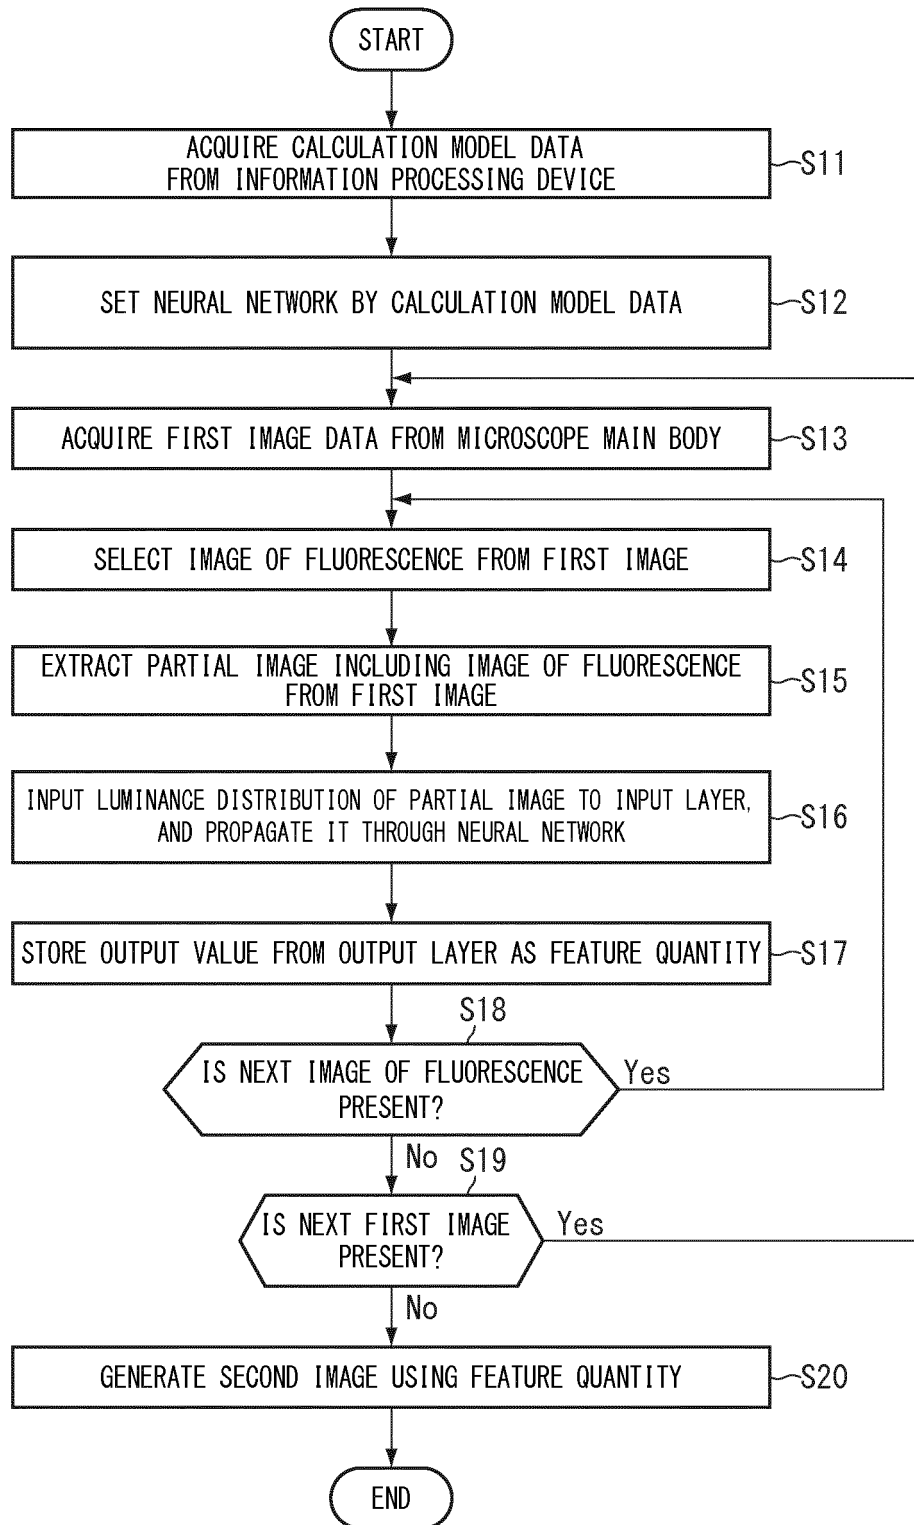 START
ACQUIRE CALCULATION MODEL DATA
FROM INFORMATION PROCESSING DEVICE
S11
SET NEURAL NETWORK BY CALCULATION MODEL DATA
S12
ACQUIRE FIRST IMAGE DATA FROM MICROSCOPE MAIN BODY
S13
SELECT IMAGE OF FLUORESCENCE FROM FIRST IMAGE
S14
EXTRACT PARTIAL IMAGE INCLUDING IMAGE OF FLUORESCENCE
FROM FIRST IMAGE
S15
INPUT LUMINANCE DISTRIBUTION OF PARTIAL IMAGE TO INPUT LAYER,
AND PROPAGATE IT THROUGH NEURAL NETWORK
S16
STORE OUTPUT VALUE FROM OUTPUT LAYER AS FEATURE QUANTITY
S17
S18
IS NEXT IMAGE OF FLUORESCENCE
PRESENT?
Yes
No
S19
IS NEXT FIRST IMAGE
PRESENT?
Yes
No
GENERATE SECOND IMAGE USING FEATURE QUANTITY
S20
END